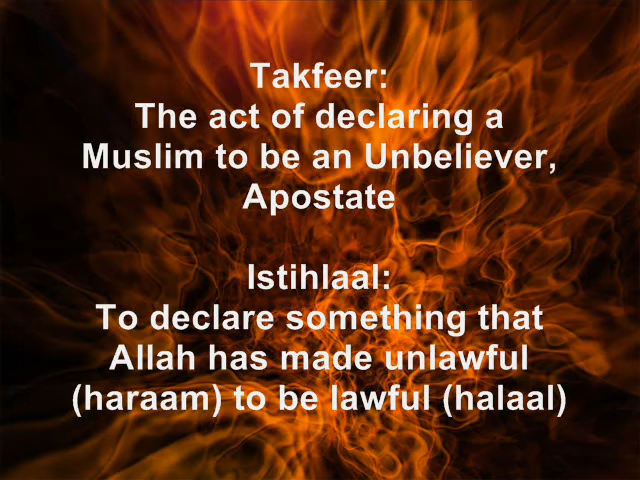 Takfeer:
The act of declaring a
Muslim to be an Unbeliever,
Apostate
Istihlaal:
To declare something that
Allah has made unlawful
(haraam) to be lawful (halaal)